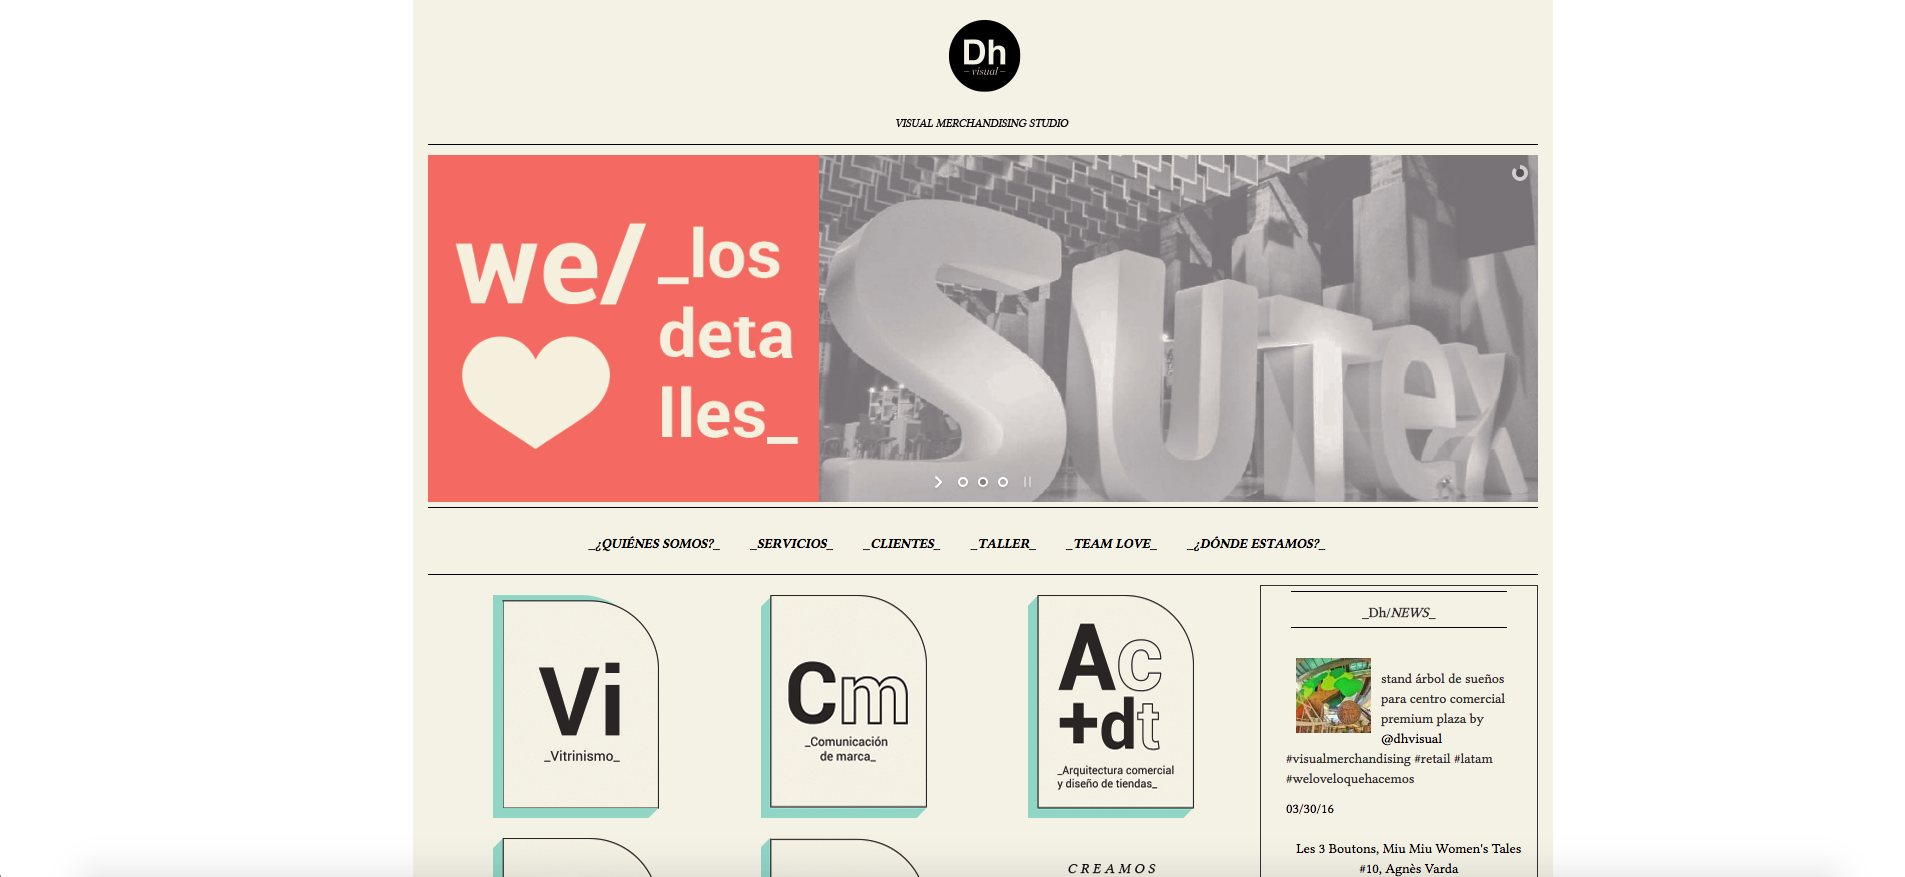 Dh
– visual –
VISUAL MERCHANDISING STUDIO
we/
_los
deta
lles_
SUTex
_¿QUIÉNES SOMOS?_ _SERVICIOS_ _CLIENTES_ _TALLER_ _TEAM LOVE_ _¿DÓNDE ESTAMOS?_
Vi
_Vitrinismo_
Cm
_Comunicación
de marca_
Ac
+dt
_Arquitectura comercial
y diseño de tiendas_
CREAMOS
_Dh/NEWS_
stand árbol de sueños
para centro comercial
premium plaza by
@dhvisual
#visualmerchandising #retail #latam
#weloveloquehacemos
03/30/16
Les 3 Boutons, Miu Miu Women's Tales
#10, Agnès Varda